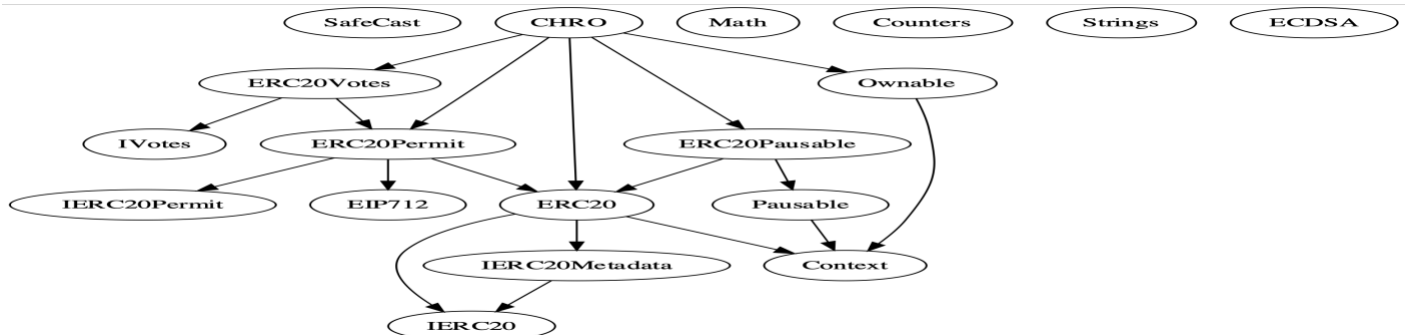 SafeCast
CHRO
Math
Counters
Strings
ECDSA
ERC20Votes
Ownable
IVotes
ERC20Permit
ERC20Pausable
IERC20Permit
EIP712
ERC20
Pausable
IERC20Metadata
Context
IERC20